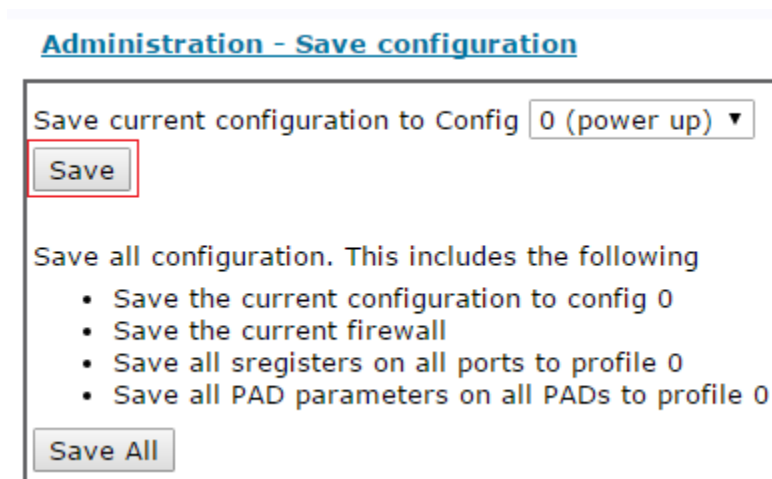 Administration - Save configuration
Save current configuration to Config 0 (power up) ▼
Save
Save all configuration. This includes the following
• Save the current configuration to config 0
• Save the current firewall
• Save all sregisters on all ports to profile 0
• Save all PAD parameters on all PADs to profile 0
Save All